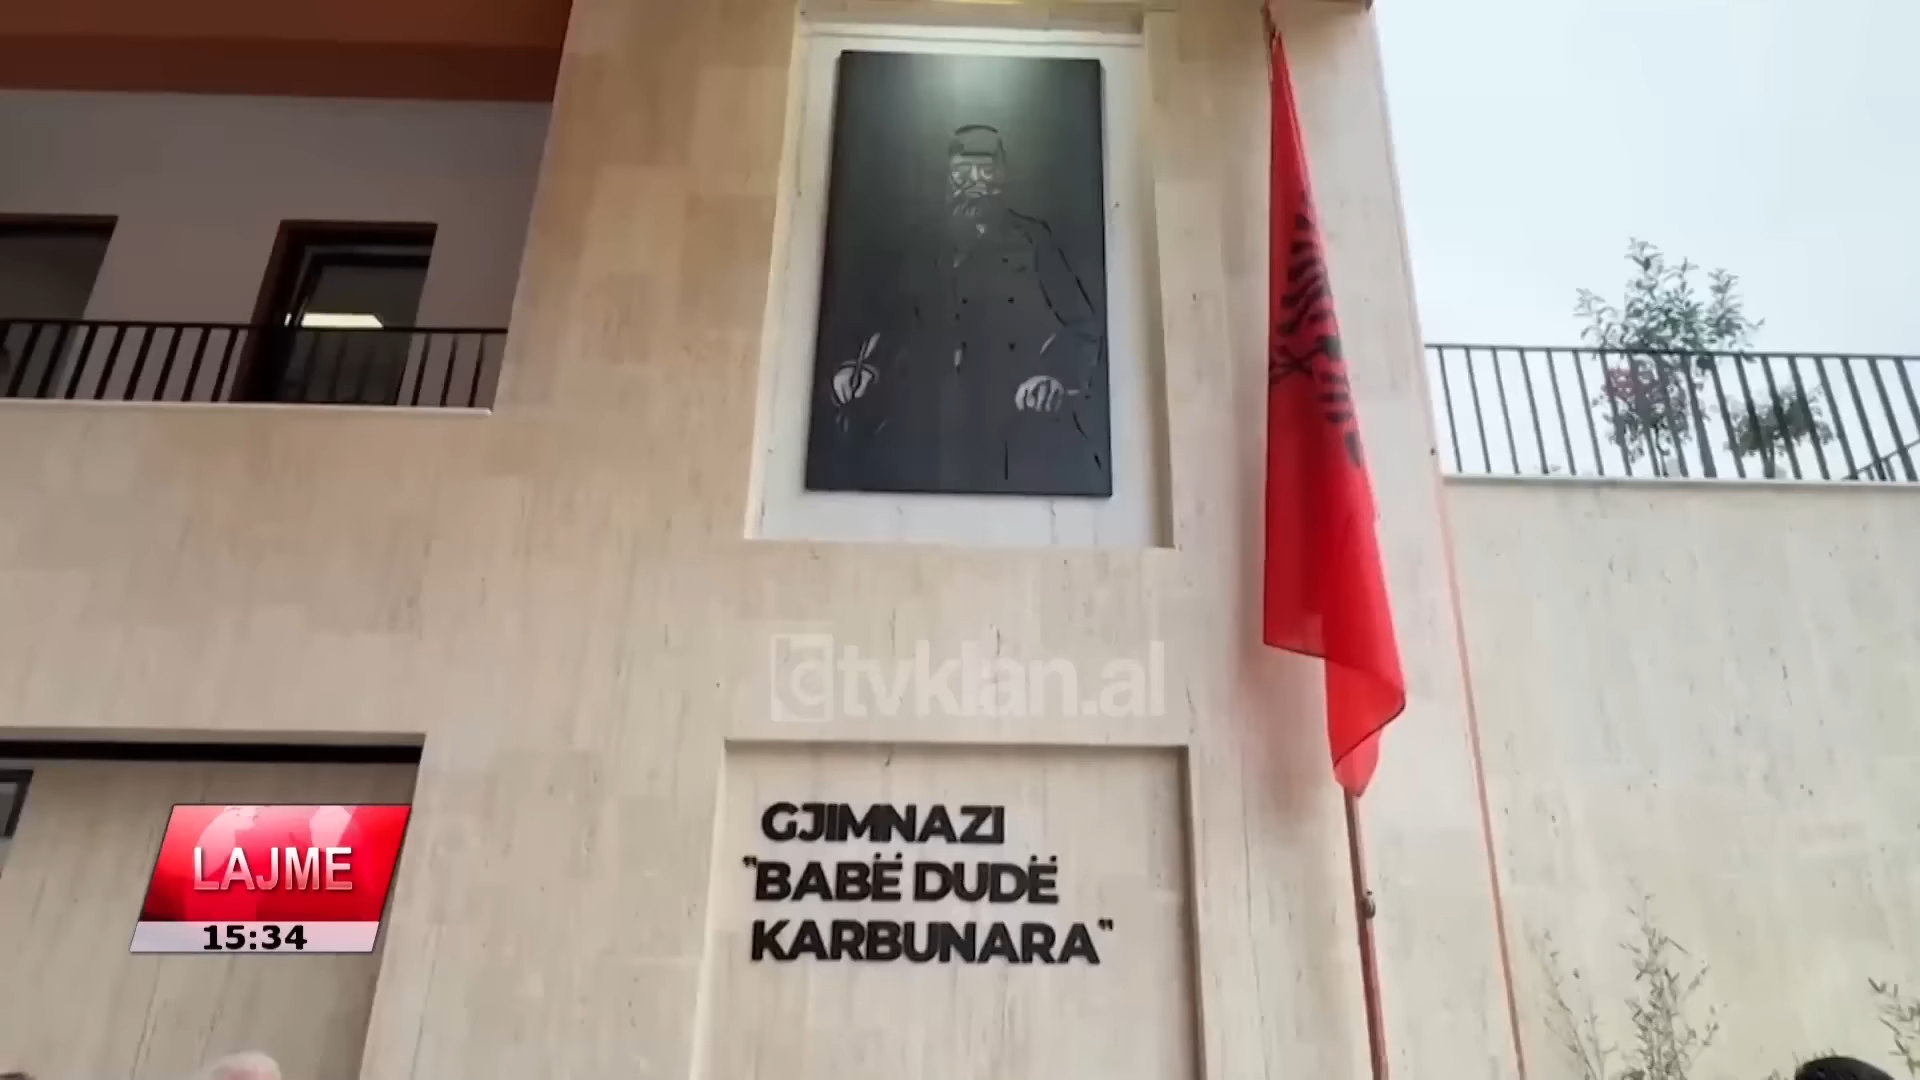 tvklan.al
GJIMNAZI
"BABË DUDË
KARBUNARA"
LAJME
15:34